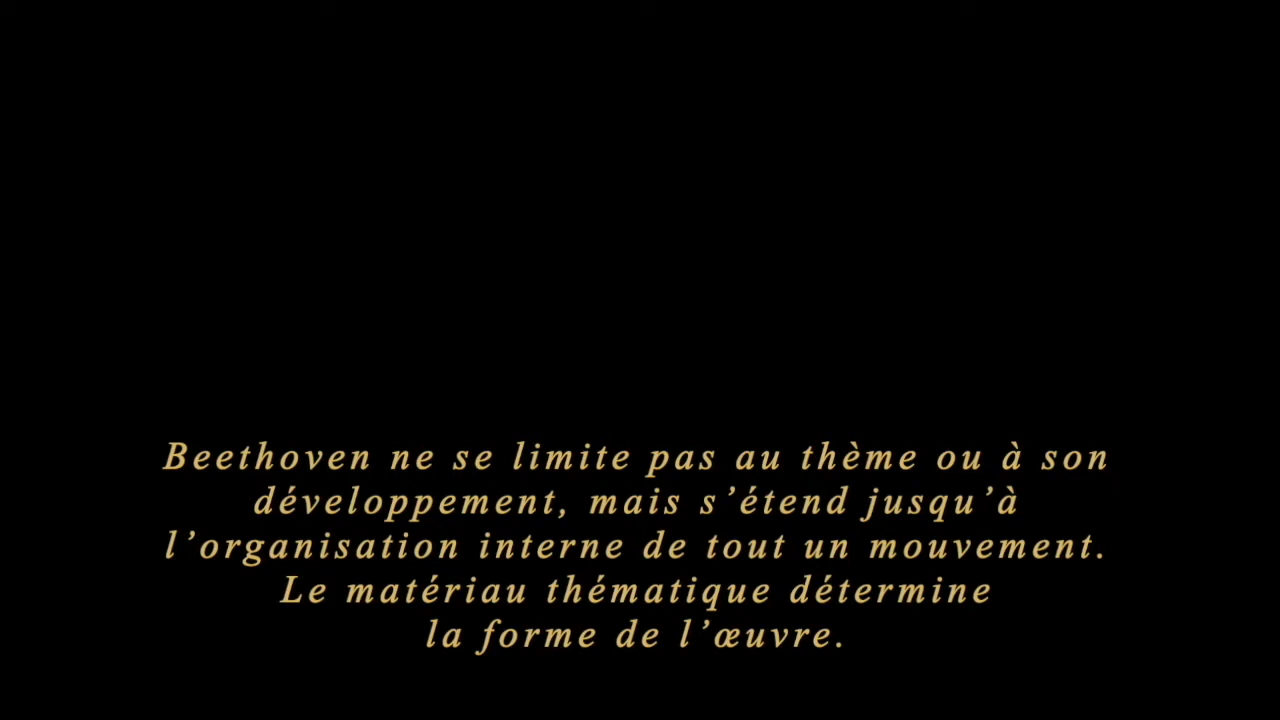 Beethoven ne se limite pas au thème ou à son
développement, mais s’étend jusqu’à
l’organisation interne de tout un mouvement.
Le matériau thématique détermine
la forme de l’œuvre.